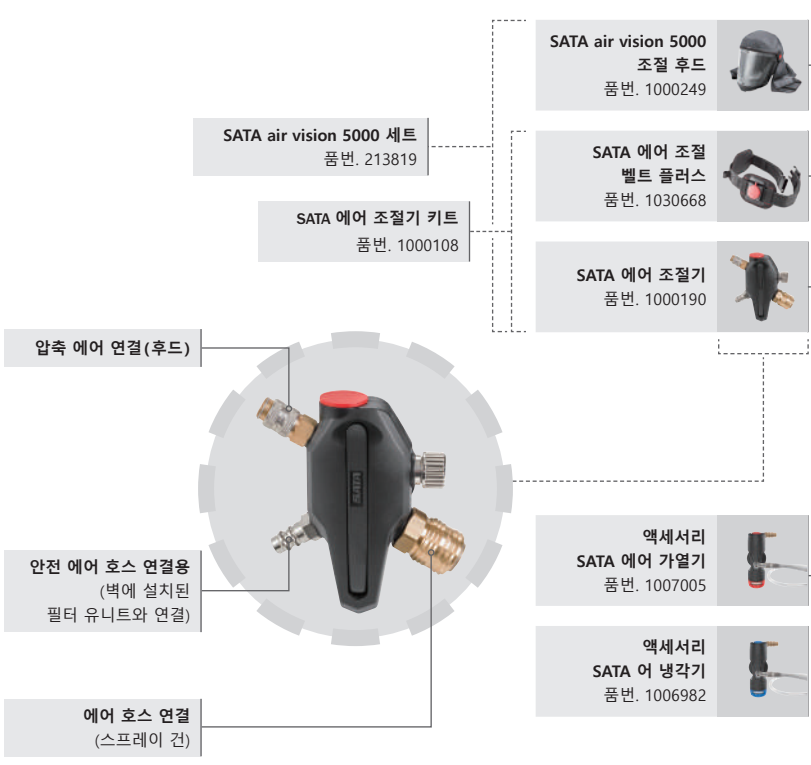 SATA air vision 5000
조절 후드
품번. 1000249
SATA air vision 5000 세트
품번. 213819
SATA 에어 조절
벨트 플러스
품번. 1030668
SATA 에어 조절기 키트
품번. 1000108
SATA 에어 조절기
품번. 1000190
압축 에어 연결(후드)
SATA
안전 에어 호스 연결용
(벽에 설치된
필터 유니트와 연결)
에어 호스 연결
(스프레이 건)
액세서리
SATA 에어 가열기
품번. 1007005
액세서리
SATA 어 냉각기
품번. 1006982